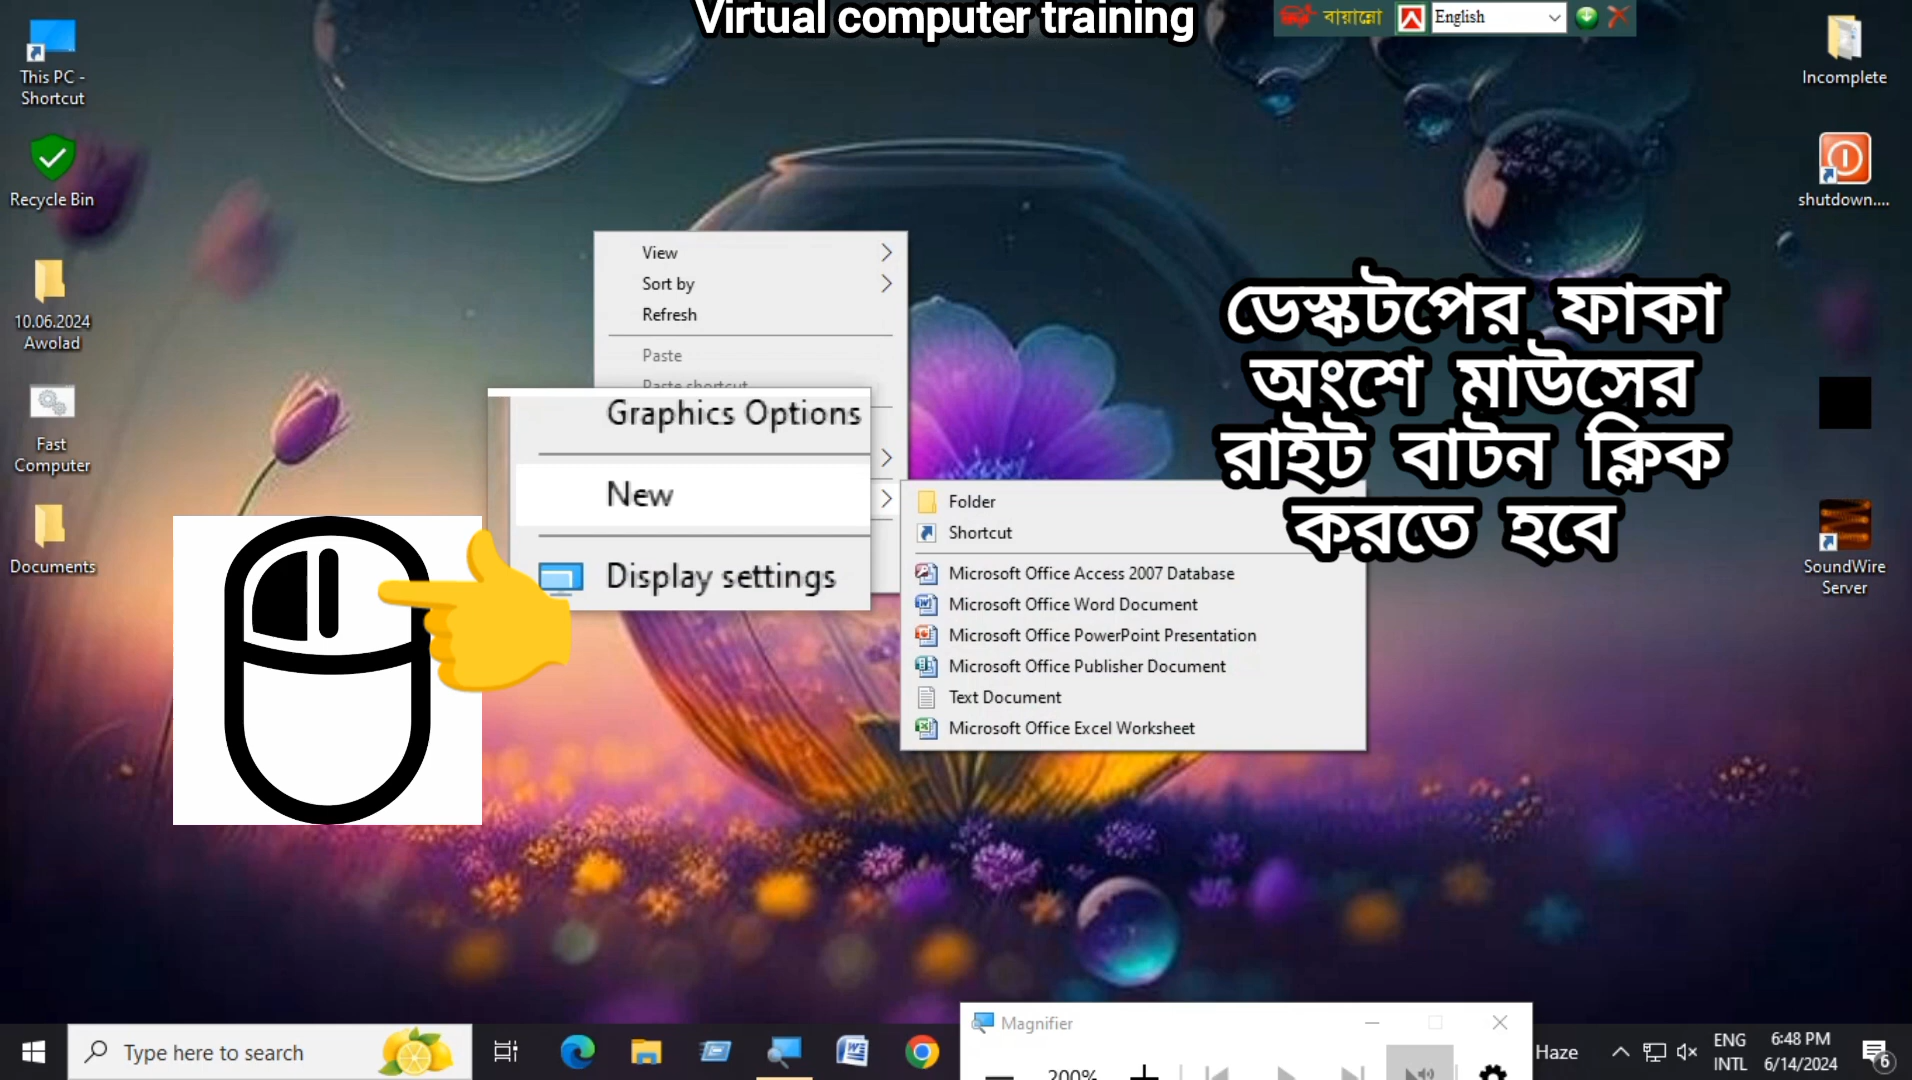 Virtual computer training
বায়ান্নো
English
This PC -
Shortcut
Recycle Bin
10.06.2024
Awolad
Fast
Computer
Documents
Incomplete
shutdown....
SoundWire
Server
View
Sort by
Refresh
Paste
Paste shortcut
Graphics Options
New
Display settings
Folder
Shortcut
Microsoft Office Access 2007 Database
Microsoft Office Word Document
Microsoft Office PowerPoint Presentation
Microsoft Office Publisher Document
Text Document
Microsoft Office Excel Worksheet
ডেস্কটপের ফাকা
অংশে মাউসের
রাইট বাটন ক্লিক
করতে হবে
Magnifier
200%
Type here to search
Haze
ENG
INTL
6:48 PM
6/14/2024
6